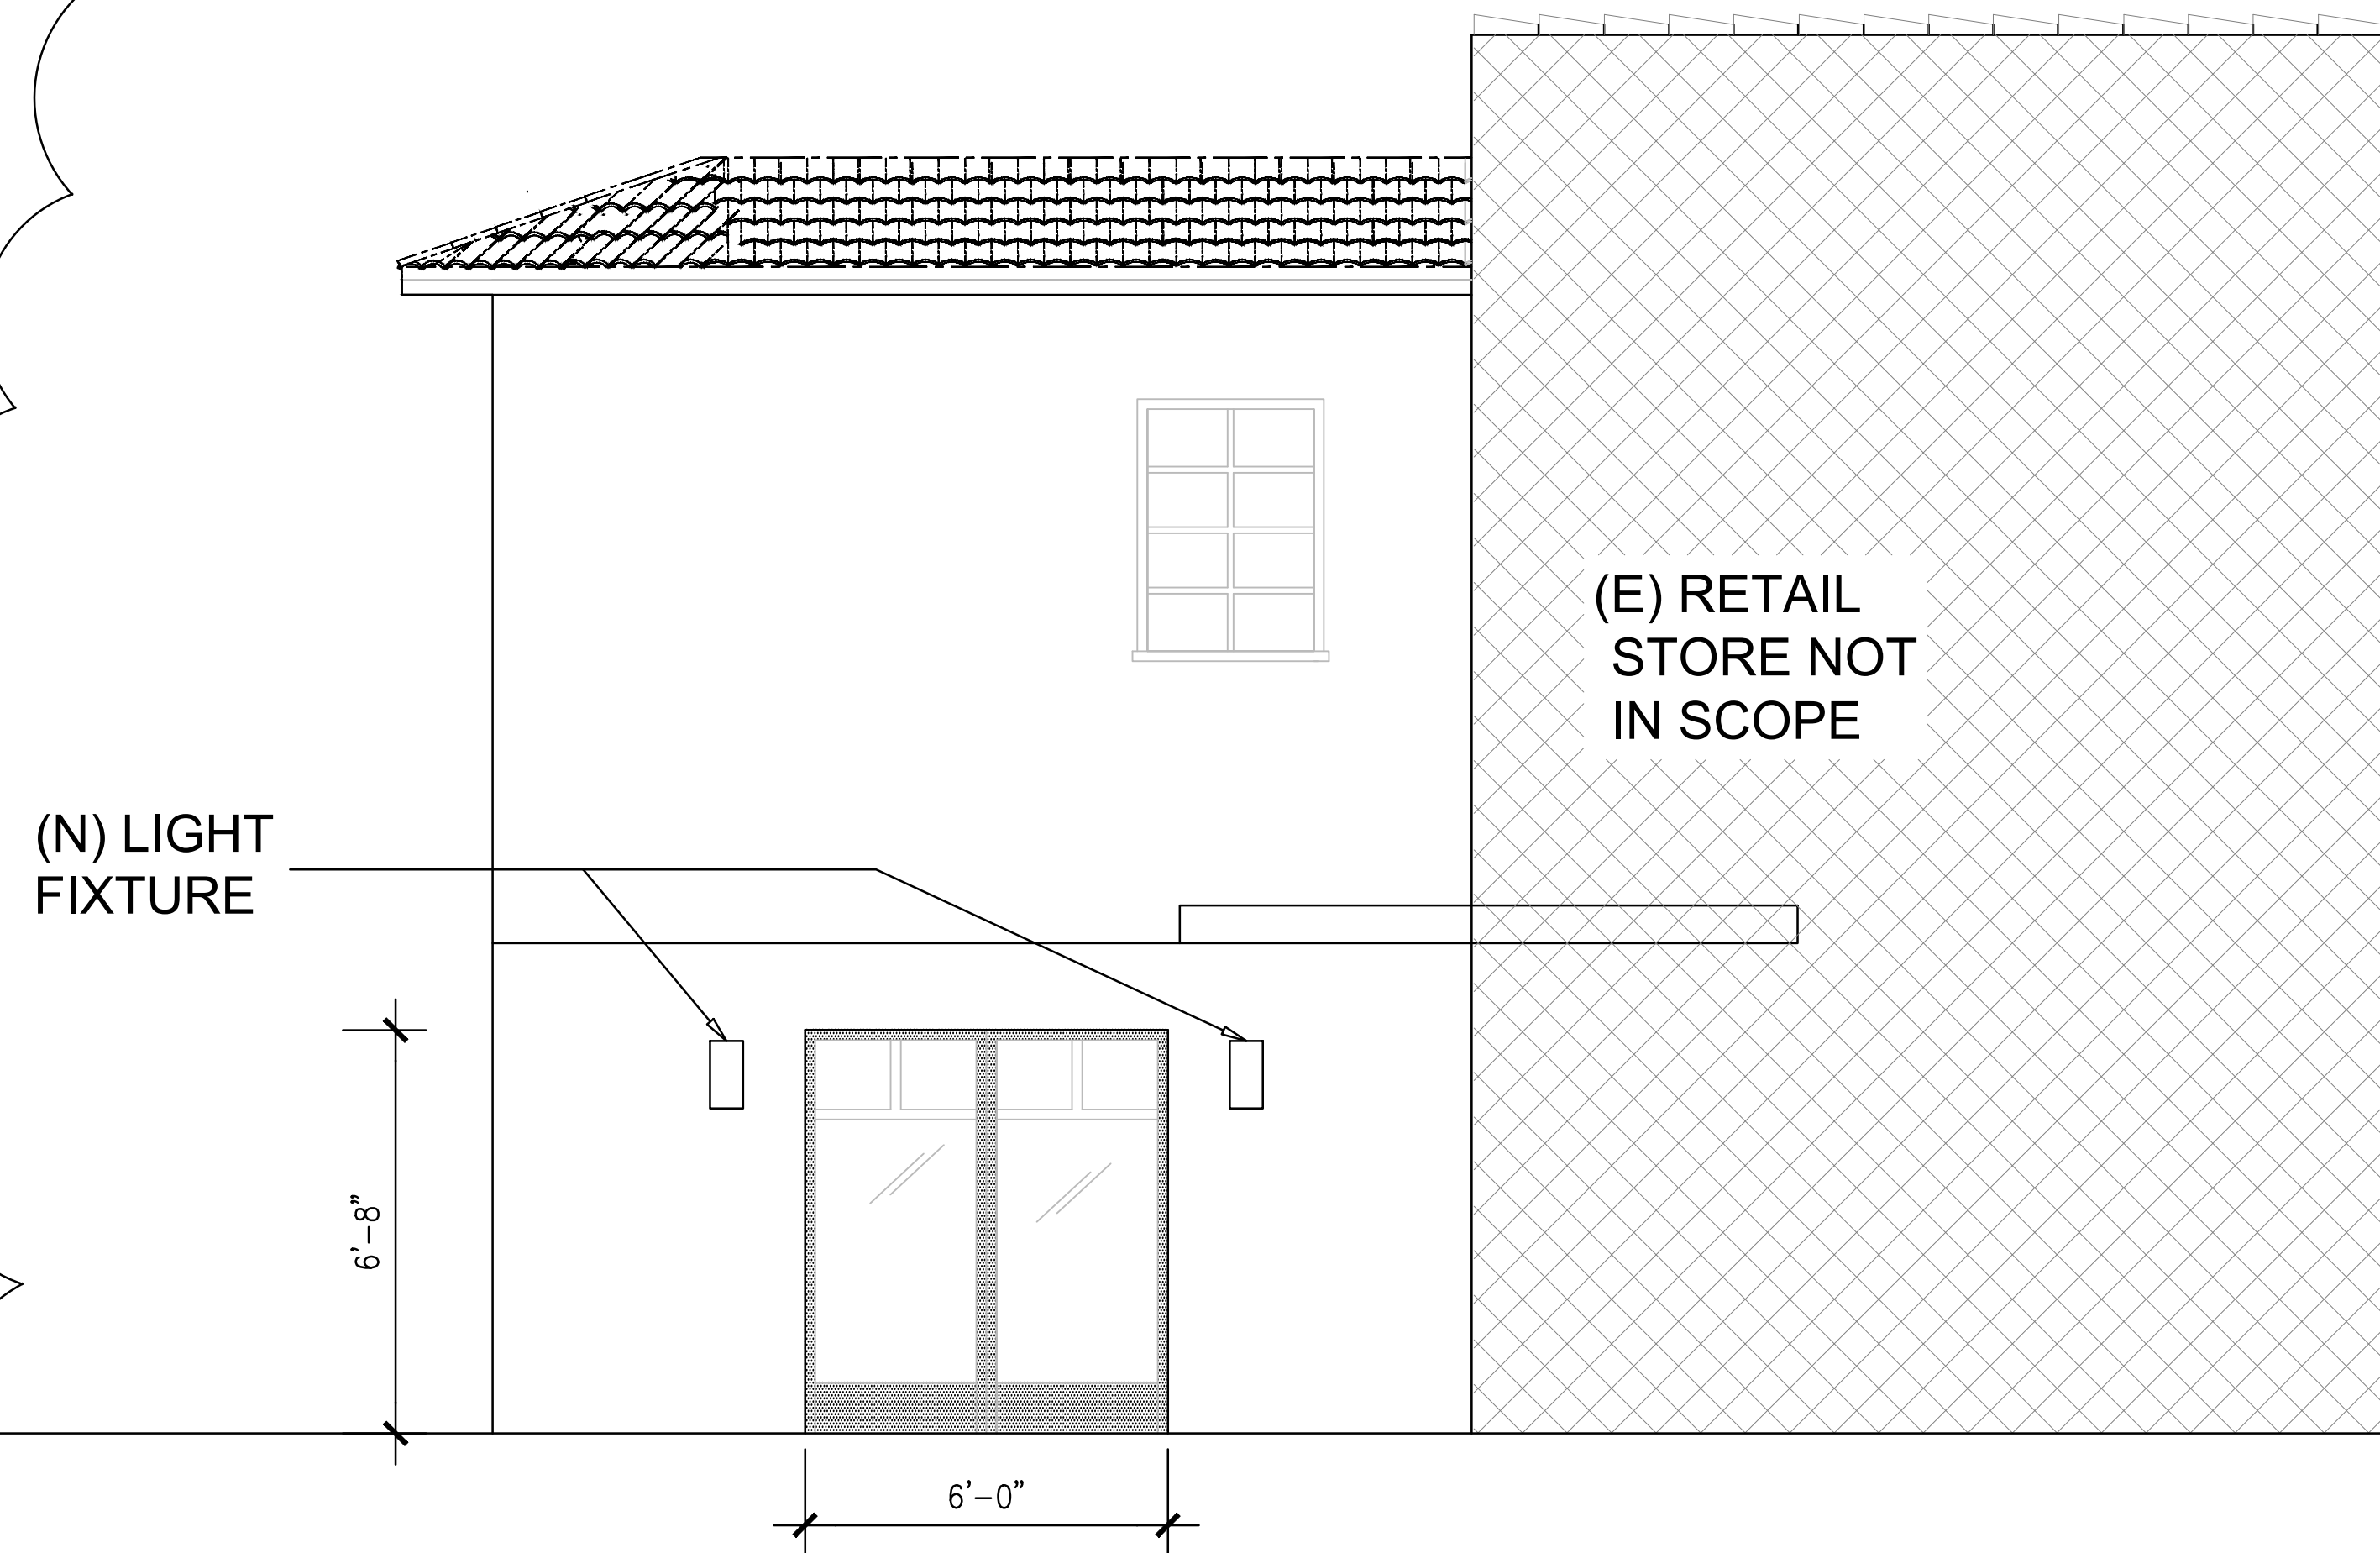 (E) RETAIL
STORE NOT
IN SCOPE
(N) LIGHT
FIXTURE
6'-8"
6'-0"